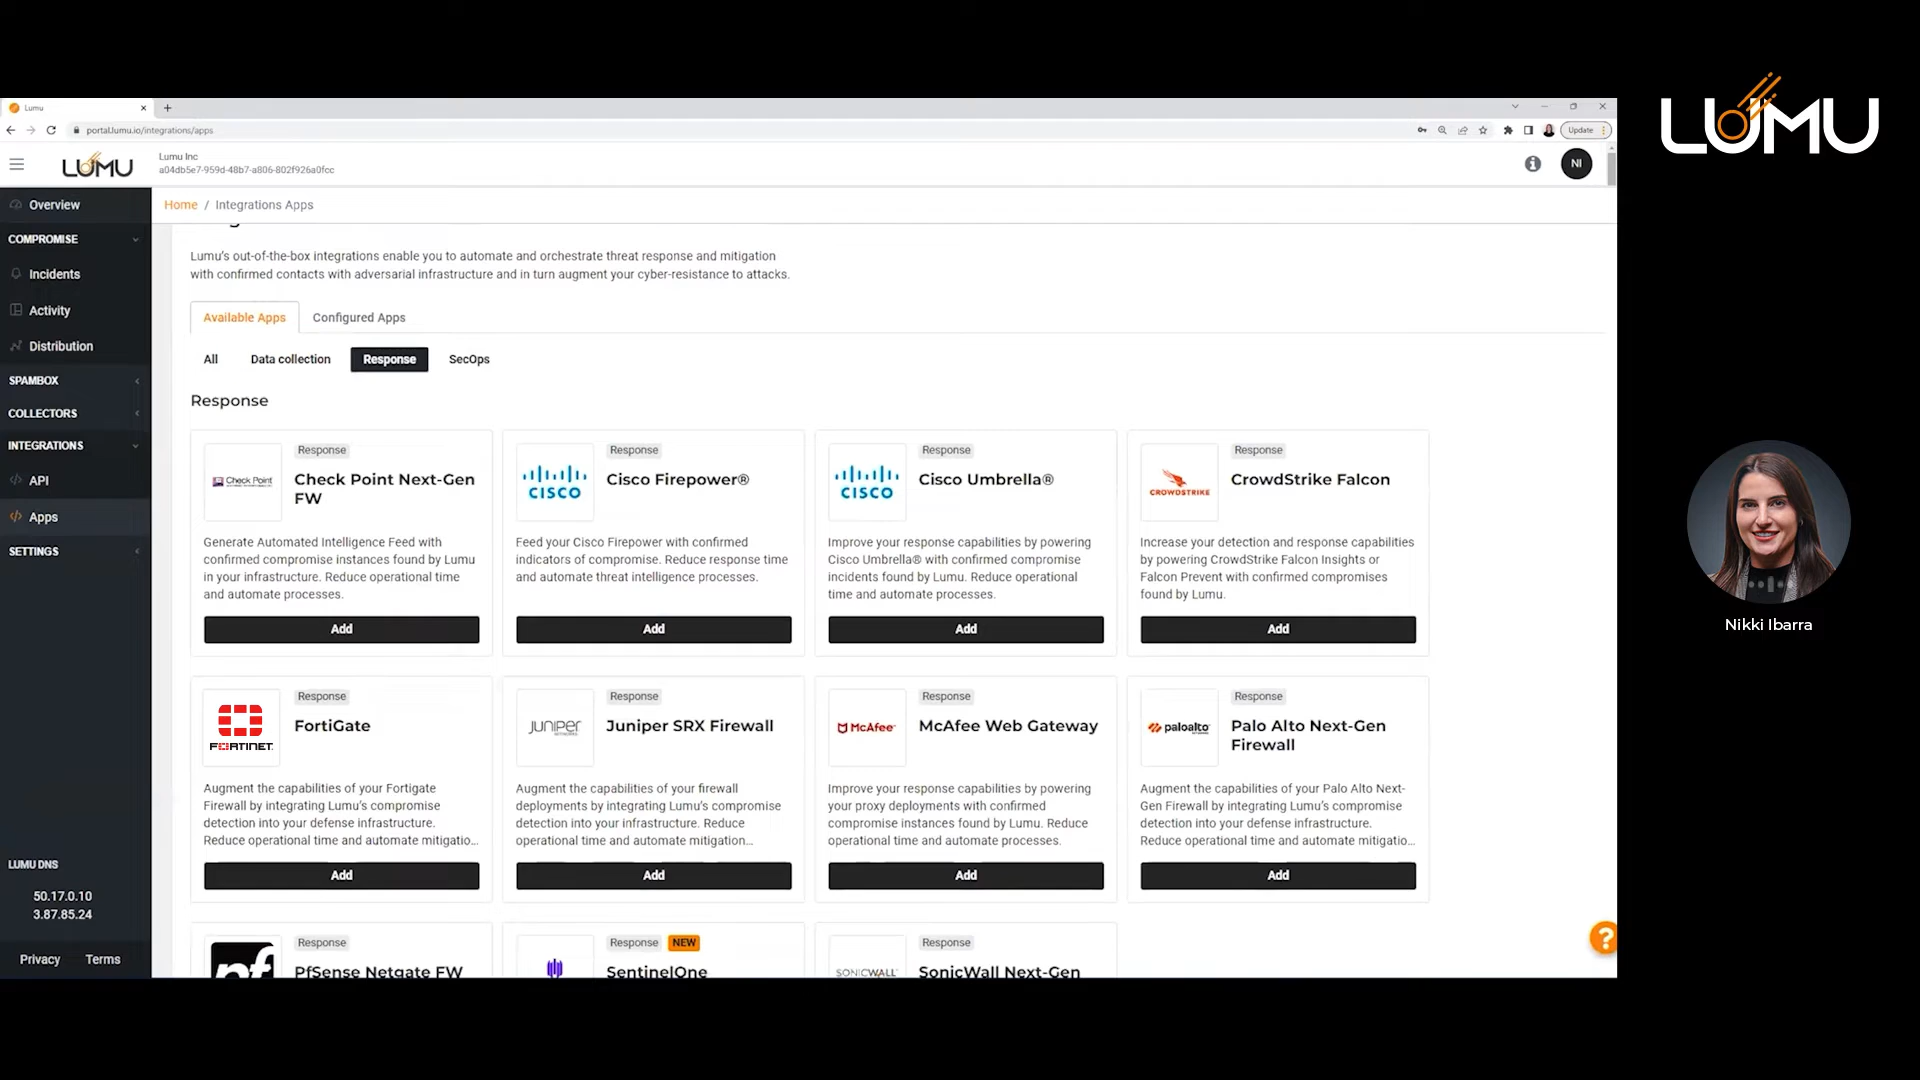 Lumu
portal.lumu.io/integrations/apps
Update
LUMU
Lumu Inc
a04db5e7-959d-48b7-a806-802f926a0fcc
NI
LUMU
Overview
COMPROMISE
Incidents
Activity
Distribution
SPAMBOX
COLLECTORS
INTEGRATIONS
API
Apps
SETTINGS
LUMU DNS
50.17.0.10
3.87.85.24
Privacy
Terms
Home / Integrations Apps
Lumu's out-of-the-box integrations enable you to automate and orchestrate threat response and mitigation
with confirmed contacts with adversarial infrastructure and in turn augment your cyber-resistance to attacks.
Available Apps
Configured Apps
All
Data collection
Response
SecOps
Response
Check Point
Response
Check Point Next-Gen
FW
Generate Automated Intelligence Feed with
confirmed compromise instances found by Lumu
in your infrastructure. Reduce operational time
and automate processes.
Add
CISCO
Response
Cisco Firepower®
Feed your Cisco Firepower with confirmed
indicators of compromise. Reduce response time
and automate threat intelligence processes.
Add
CISCO
Response
Cisco Umbrella®
Improve your response capabilities by powering
Cisco Umbrella® with confirmed compromise
incidents found by Lumu. Reduce operational
time and automate processes.
Add
CROWDSTRIKE
Response
CrowdStrike Falcon
Increase your detection and response capabilities
by powering CrowdStrike Falcon Insights or
Falcon Prevent with confirmed compromises
found by Lumu.
Add
FORTINET
Response
FortiGate
Augment the capabilities of your Fortigate
Firewall by integrating Lumu's compromise
detection into your defense infrastructure.
Reduce operational time and automate mitigatio...
Add
JUNIPER
NETWORKS
Response
Juniper SRX Firewall
Augment the capabilities of your firewall
deployments by integrating Lumu's compromise
detection into your infrastructure. Reduce
operational time and automate mitigation...
Add
McAfee
Response
McAfee Web Gateway
Improve your response capabilities by powering
your proxy deployments with confirmed
compromise instances found by Lumu. Reduce
operational time and automate processes.
Add
paloalto
Response
Palo Alto Next-Gen
Firewall
Augment the capabilities of your Palo Alto Next-
Gen Firewall by integrating Lumu's compromise
detection into your defense infrastructure.
Reduce operational time and automate mitigatio...
Add
pf
Response
PfSense Netgate FW
Response NEW
SentinelOne
SONICWALL
Response
SonicWall Next-Gen
?
Nikki Ibarra